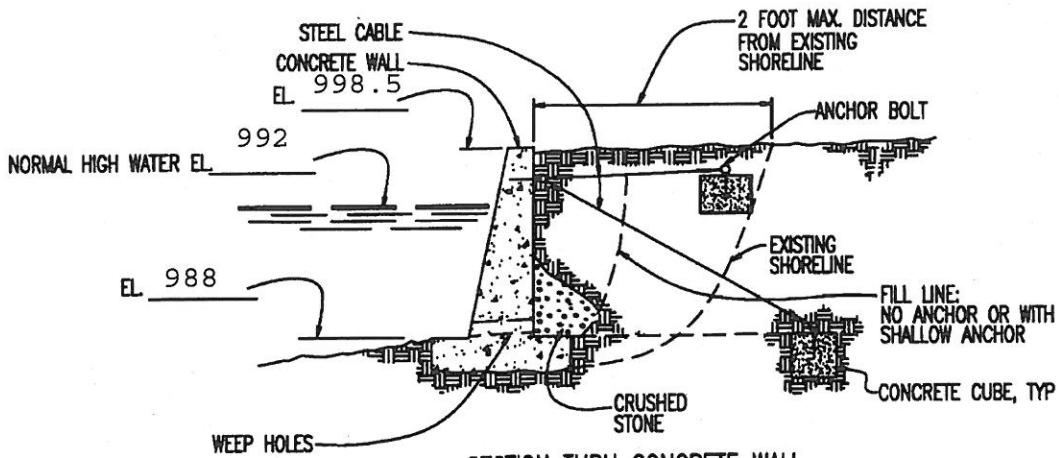 STEEL CABLE
CONCRETE WALL
EL. 998.5
NORMAL HIGH WATER EL. 992
EL. 988
WEEP HOLES
2 FOOT MAX. DISTANCE
FROM EXISTING
SHORELINE
ANCHOR BOLT
EXISTING
SHORELINE
FILL LINE:
NO ANCHOR OR WITH
SHALLOW ANCHOR
CONCRETE CUBE, TYP
CRUSHED
STONE
SECTION THRU CONCRETE WALL